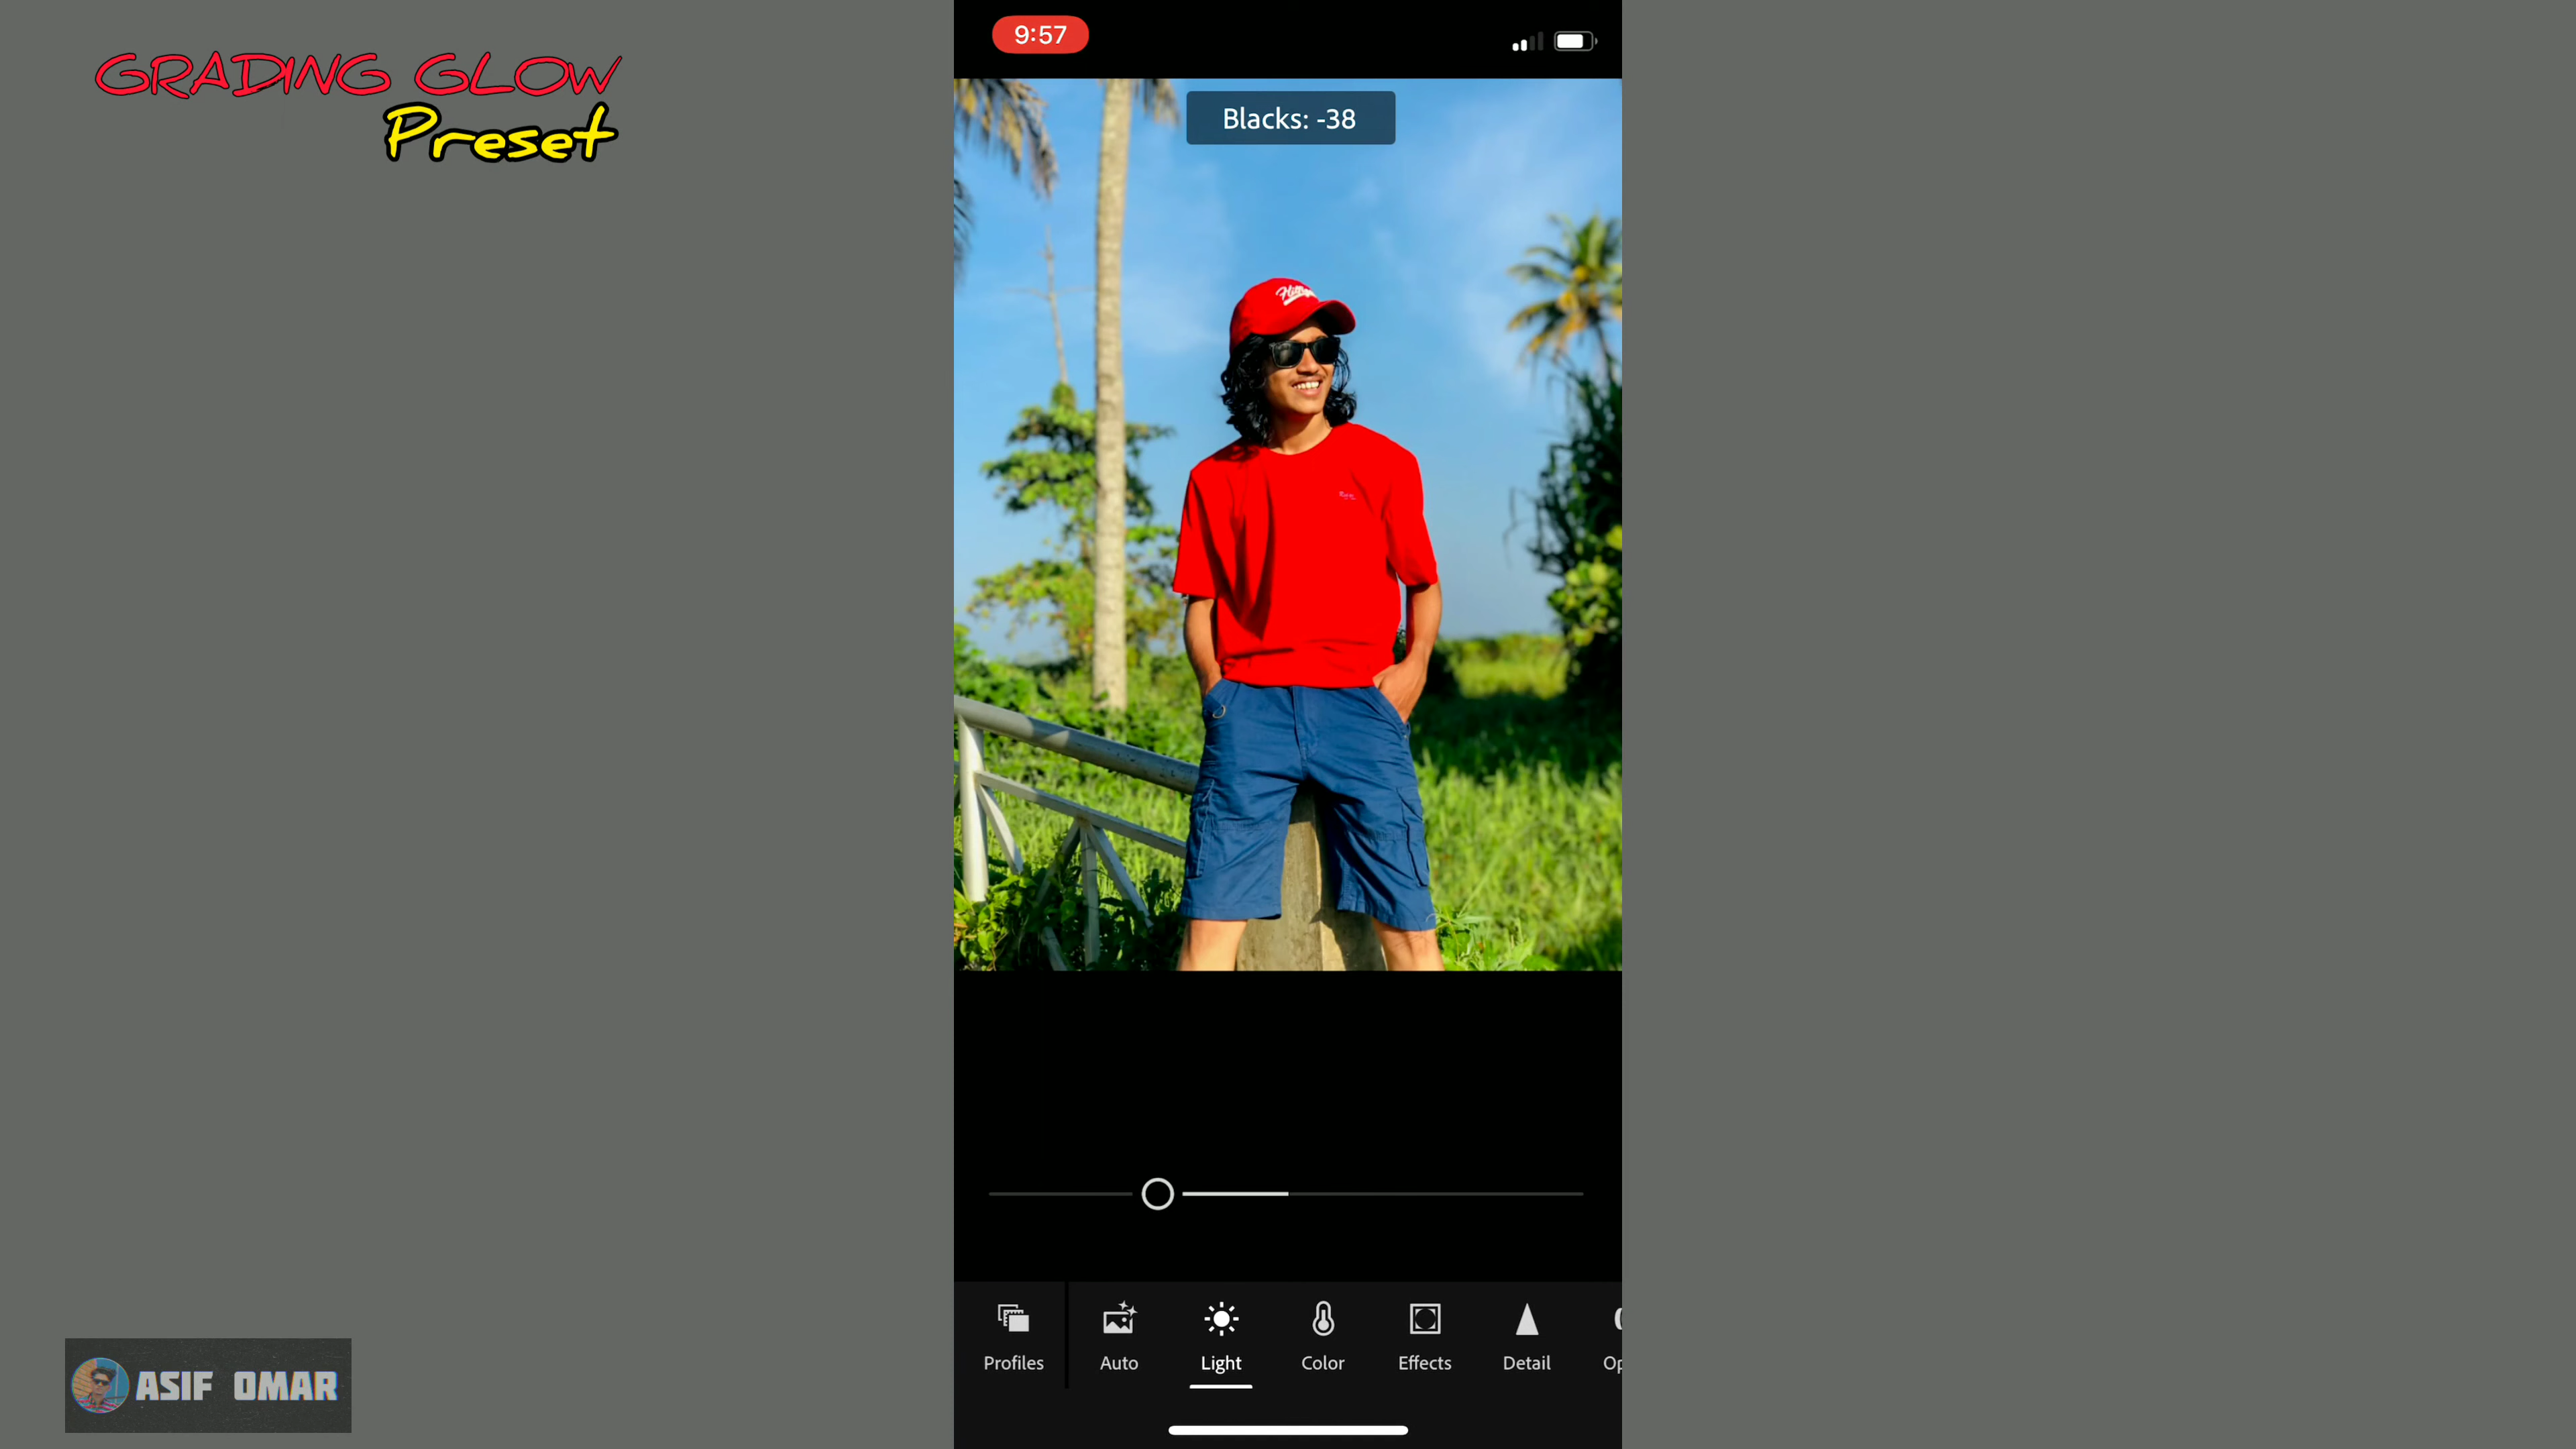 GRADING GLOW
Preset
9:57
Blacks: -38
Profiles
Auto
Light
Color
Effects
Detail
ASIF OMAR